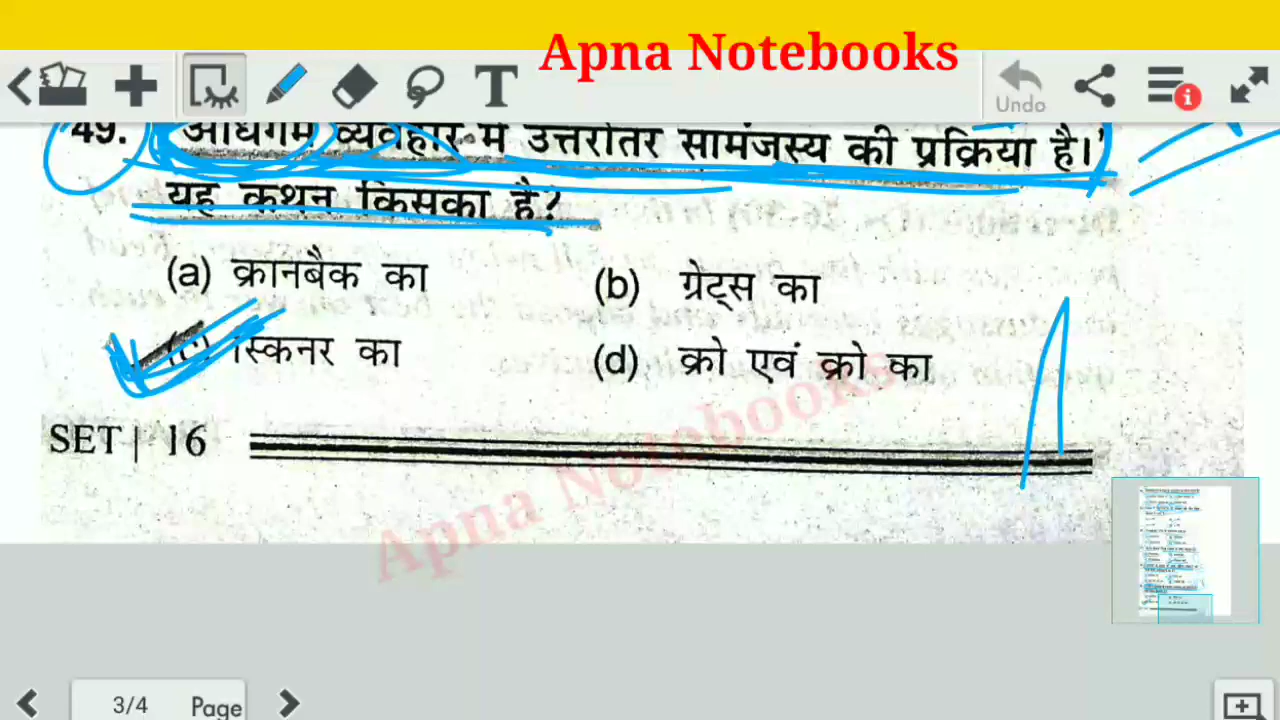 Apna Notebooks
T
Undo
49. अधिगम व्यवहार में उत्तरोतर सामंजस्य की प्रक्रिया है।'
यह कथन किसका है?
(a) क्रानबैक का
(b) ग्रेट्स का
(c) स्किनर का
(d) क्रो एवं क्रो का
SET | 16
Apna Notebooks
3/4 Page